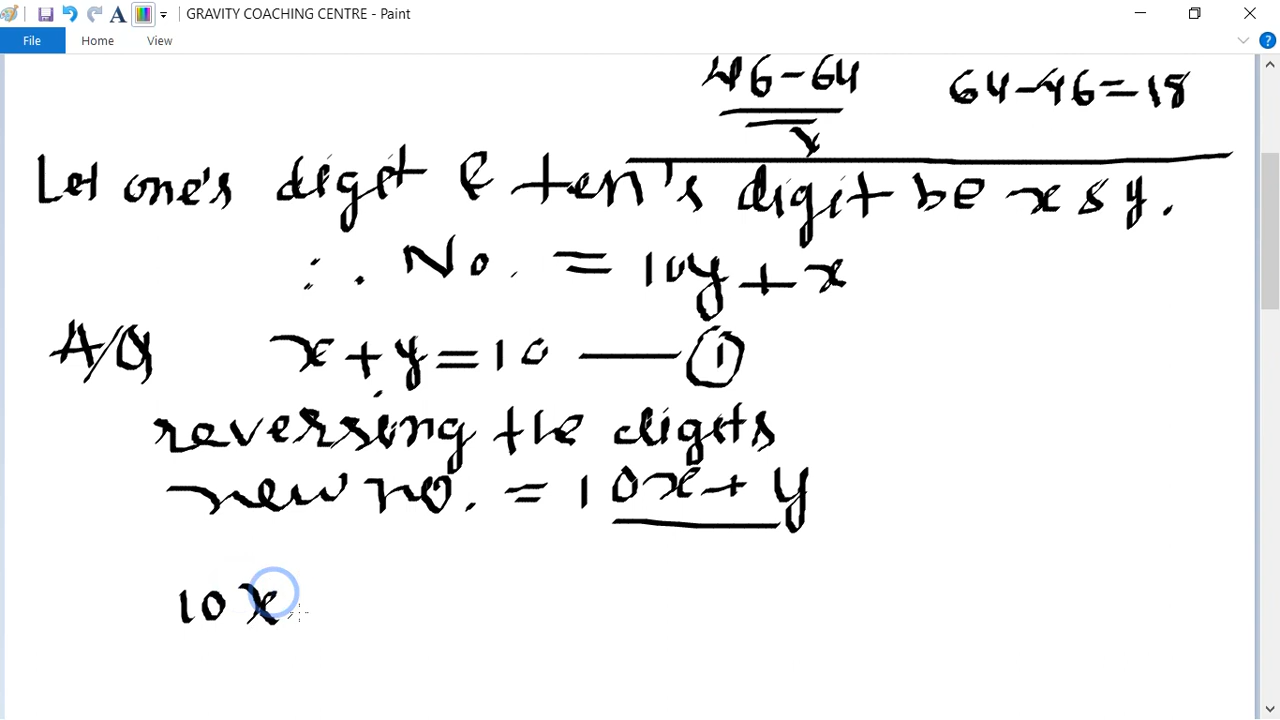 GRAVITY COACHING CENTRE - Paint
File Home View
46-64 64-46=18
x
Let one's digit & ten's digit be x & y.
∴ No. = 10y + x
A/Q x + y = 10 — ①
reversing the digits
new no. = 10x + y
10x